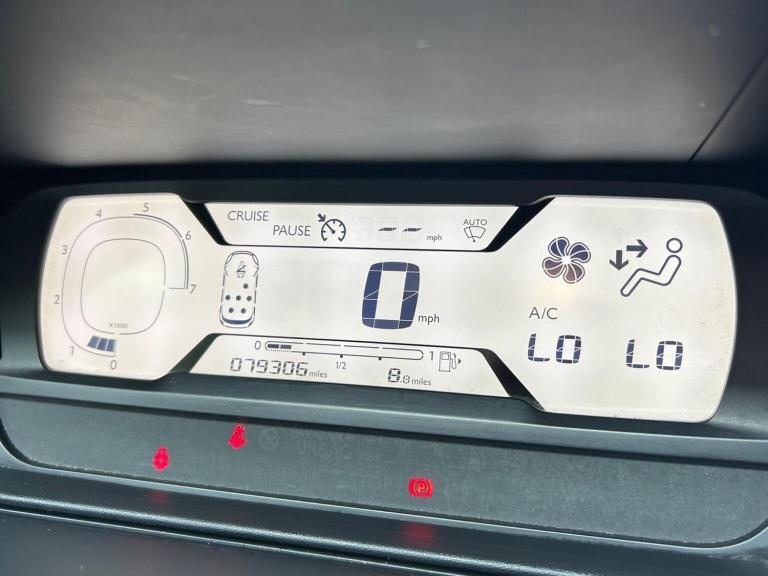 CRUISE
PAUSE
-- mph
AUTO
4
5
6
3
2
7
X1000
1
0
0 mph
A/C
LO LO
0 1/2 1
079306 miles
8.8 miles
P